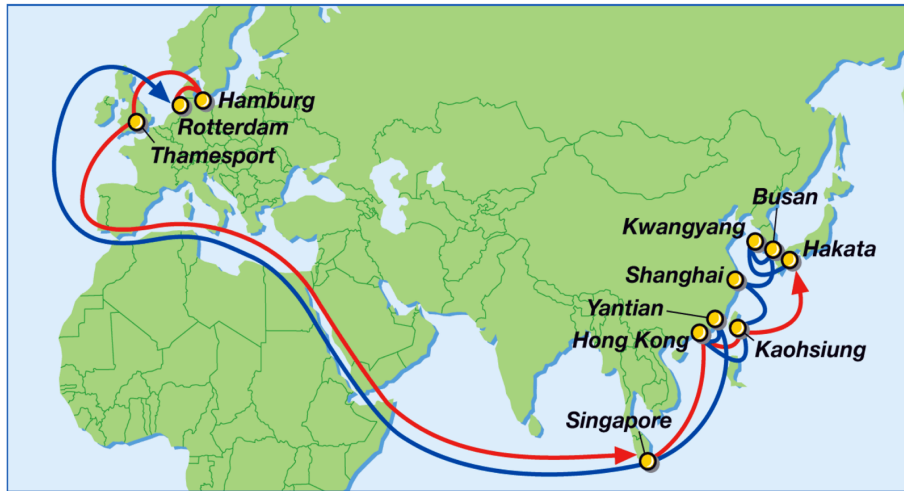 Hamburg
Rotterdam
Thamesport
Busan
Kwangyang
Hakata
Shanghai
Yantian
Hong Kong
Kaohsiung
Singapore